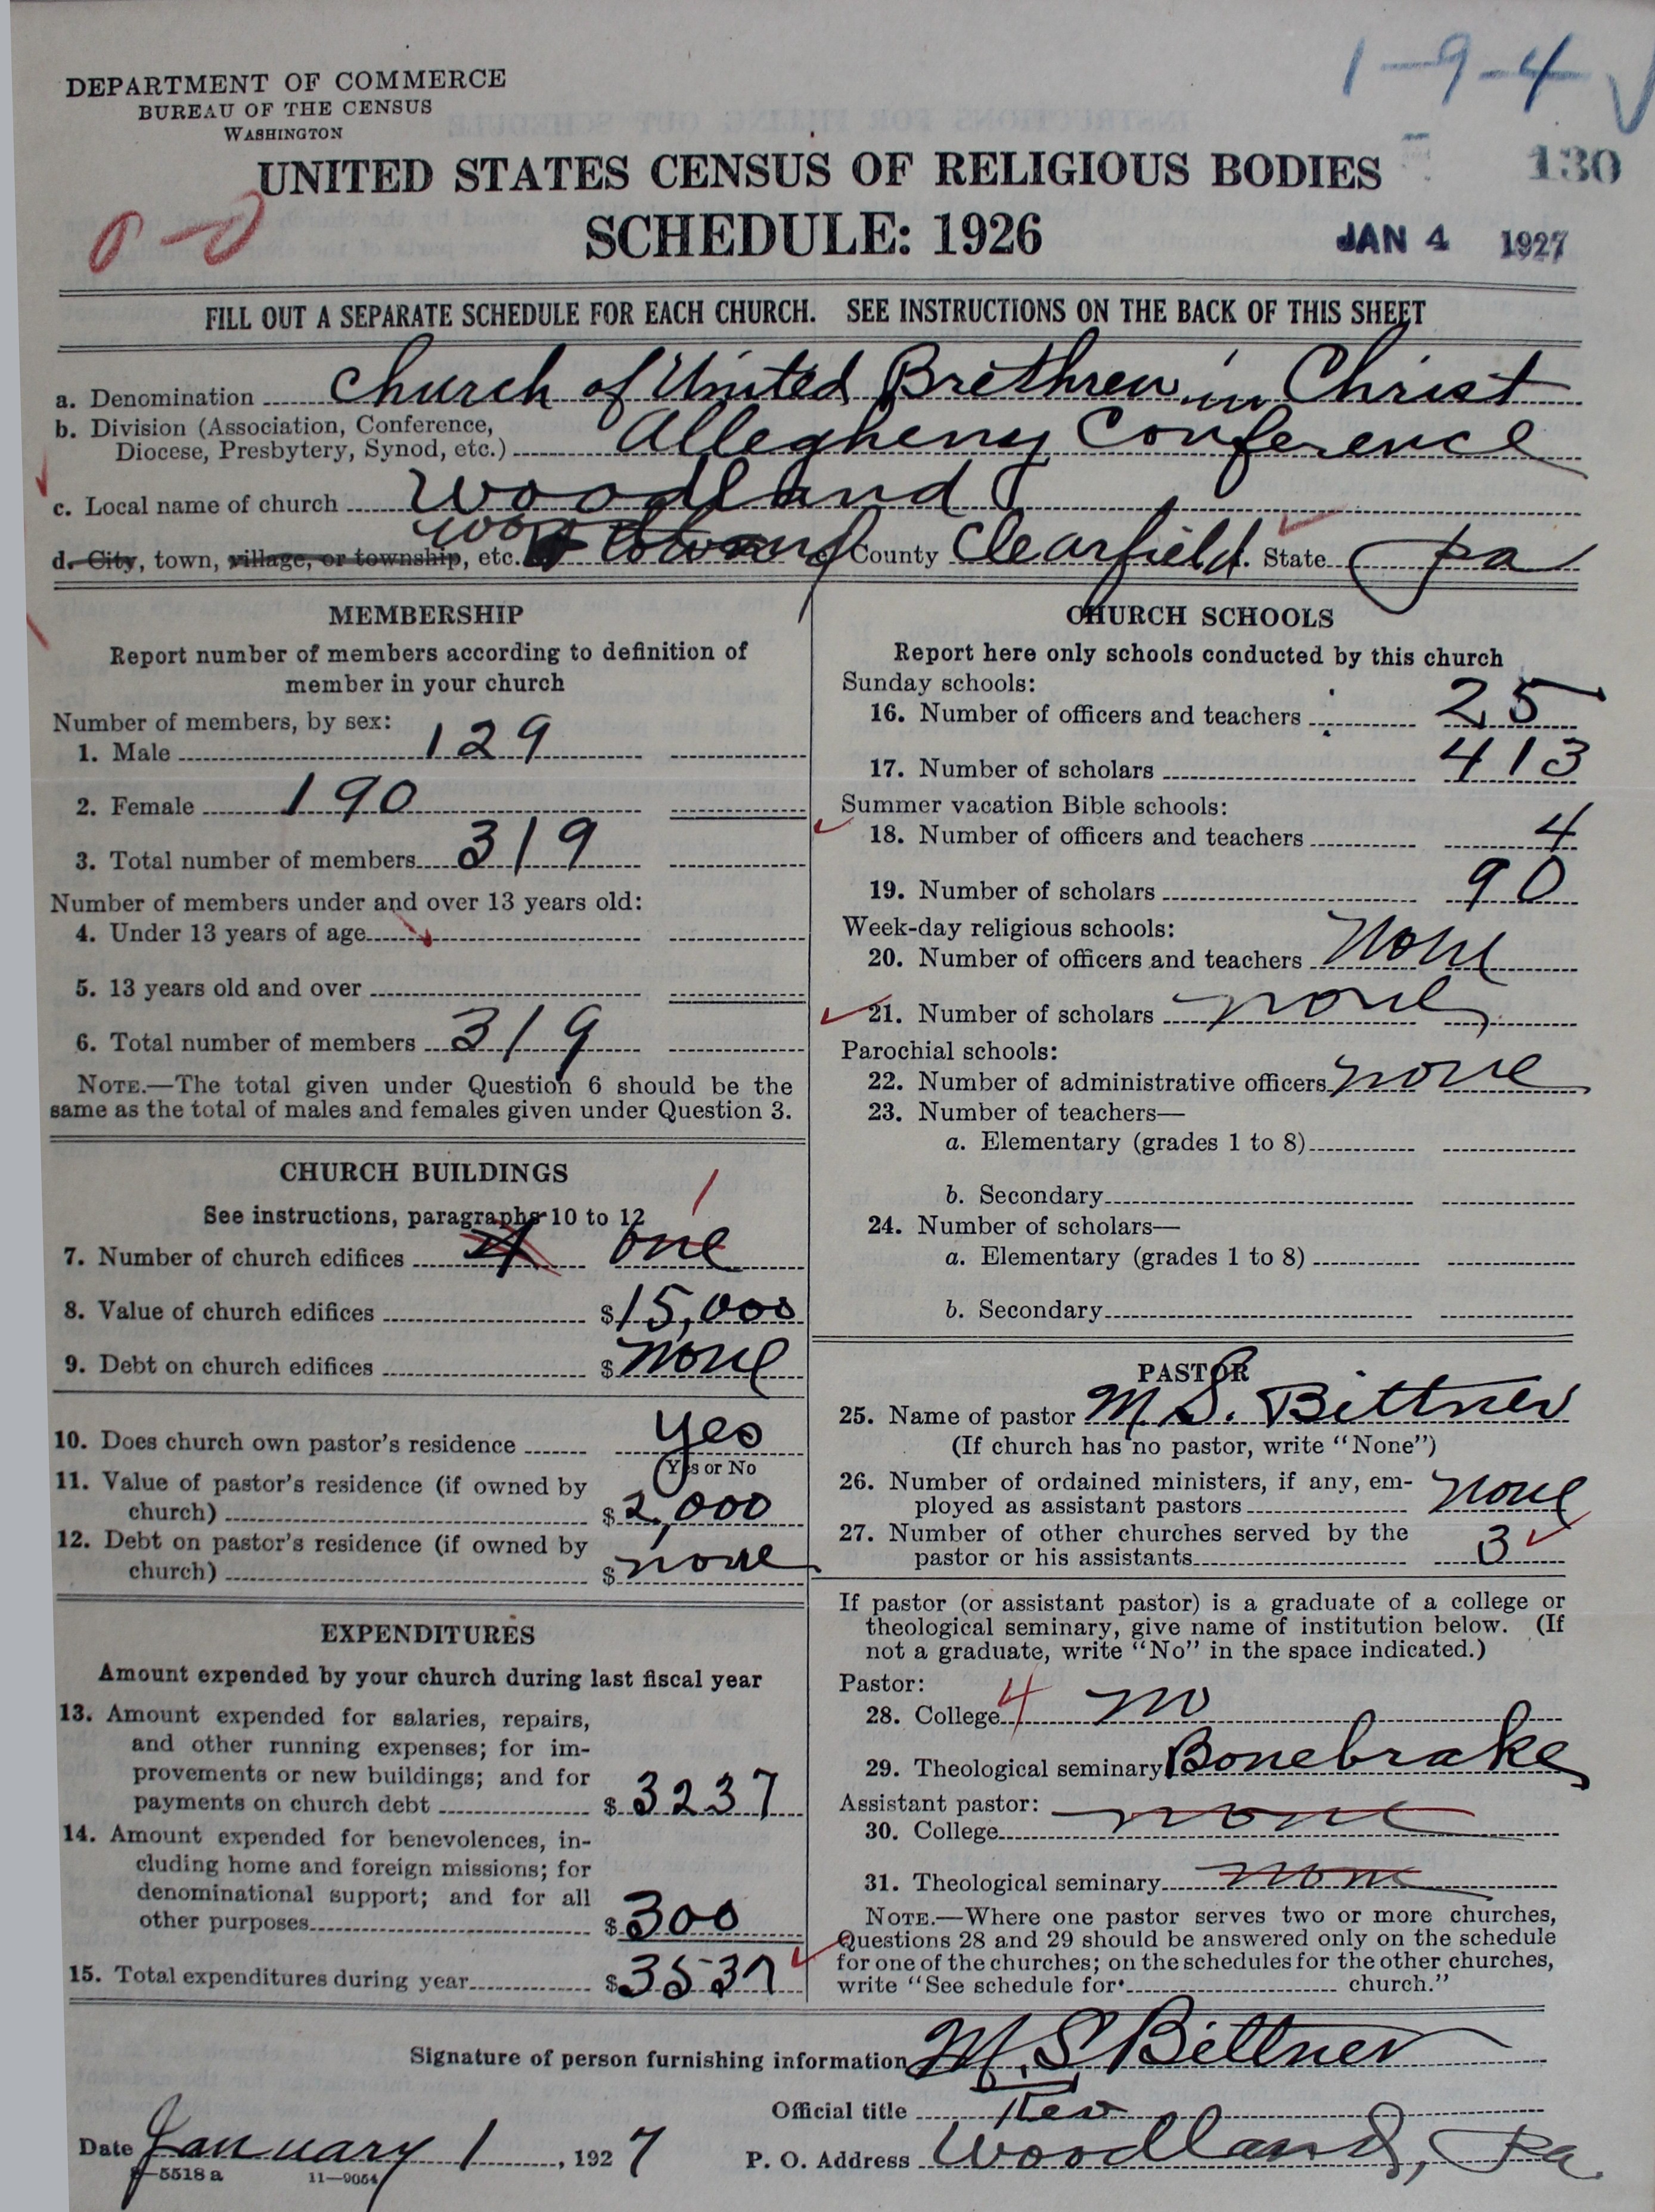 1-9-4
DEPARTMENT OF COMMERCE
BUREAU OF THE CENSUS
WASHINGTON
130
UNITED STATES CENSUS OF RELIGIOUS BODIES
SCHEDULE: 1926
JAN 4 1927
FILL OUT A SEPARATE SCHEDULE FOR EACH CHURCH. SEE INSTRUCTIONS ON THE BACK OF THIS SHEET
a. Denomination Church of United Brethren in Christ
b. Division (Association, Conference,
Diocese, Presbytery, Synod, etc.) Allegheny Conference
c. Local name of church Woodland
d. City, town, village, or township, etc. e. County Clearfield f. State Pa
MEMBERSHIP
Report number of members according to definition of
member in your church
Number of members, by sex:
1. Male 129
2. Female 190
3. Total number of members 319
Number of members under and over 13 years old:
4. Under 13 years of age
5. 13 years old and over
6. Total number of members 319
NOTE.—The total given under Question 6 should be the
same as the total of males and females given under Question 3.
CHURCH BUILDINGS
See instructions, paragraphs 10 to 12
1
7. Number of church edifices 4 one
8. Value of church edifices $15,000
9. Debt on church edifices $ none
10. Does church own pastor's residence yes
Yes or No
11. Value of pastor's residence (if owned by
church) $2,000
12. Debt on pastor's residence (if owned by
church) $ none
EXPENDITURES
Amount expended by your church during last fiscal year
13. Amount expended for salaries, repairs,
and other running expenses; for im-
provements or new buildings; and for
payments on church debt $ 3237
14. Amount expended for benevolences, in-
cluding home and foreign missions; for
denominational support; and for all
other purposes $ 300
15. Total expenditures during year $ 3537
CHURCH SCHOOLS
Report here only schools conducted by this church
Sunday schools:
16. Number of officers and teachers 25
17. Number of scholars 413
Summer vacation Bible schools:
18. Number of officers and teachers 4
19. Number of scholars 90
Week-day religious schools:
20. Number of officers and teachers None
21. Number of scholars none
Parochial schools:
22. Number of administrative officers none
23. Number of teachers—
a. Elementary (grades 1 to 8)
b. Secondary
24. Number of scholars—
a. Elementary (grades 1 to 8)
b. Secondary
PASTOR
25. Name of pastor M. S. Bittner
(If church has no pastor, write "None")
26. Number of ordained ministers, if any, em-
ployed as assistant pastors none
27. Number of other churches served by the
pastor or his assistants 3
If pastor (or assistant pastor) is a graduate of a college or
theological seminary, give name of institution below. (If
not a graduate, write "No" in the space indicated.)
Pastor:
28. College 4 no
29. Theological seminary Bonebrake
Assistant pastor:
30. College none
31. Theological seminary none
NOTE.—Where one pastor serves two or more churches,
Questions 28 and 29 should be answered only on the schedule
for one of the churches; on the schedules for the other churches,
write "See schedule for church."
Signature of person furnishing information M. S. Bittner
Official title Rev
Date January 1, 1927 P. O. Address Woodland, Pa.
8—5518 a 11—9054